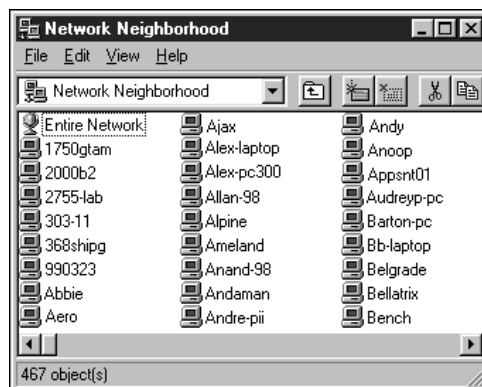 Network Neighborhood
File Edit View Help
Network Neighborhood
Entire Network
1750gtam
2000b2
2755-lab
303-11
368shipg
990323
Abbie
Aero
Ajax
Alex-laptop
Alex-pc300
Allan-98
Alpine
Ameland
Anand-98
Andaman
Andre-pii
Andy
Anoop
Appsnt01
Audreyp-pc
Barton-pc
Bb-laptop
Belgrade
Bellatrix
Bench
467 object(s)